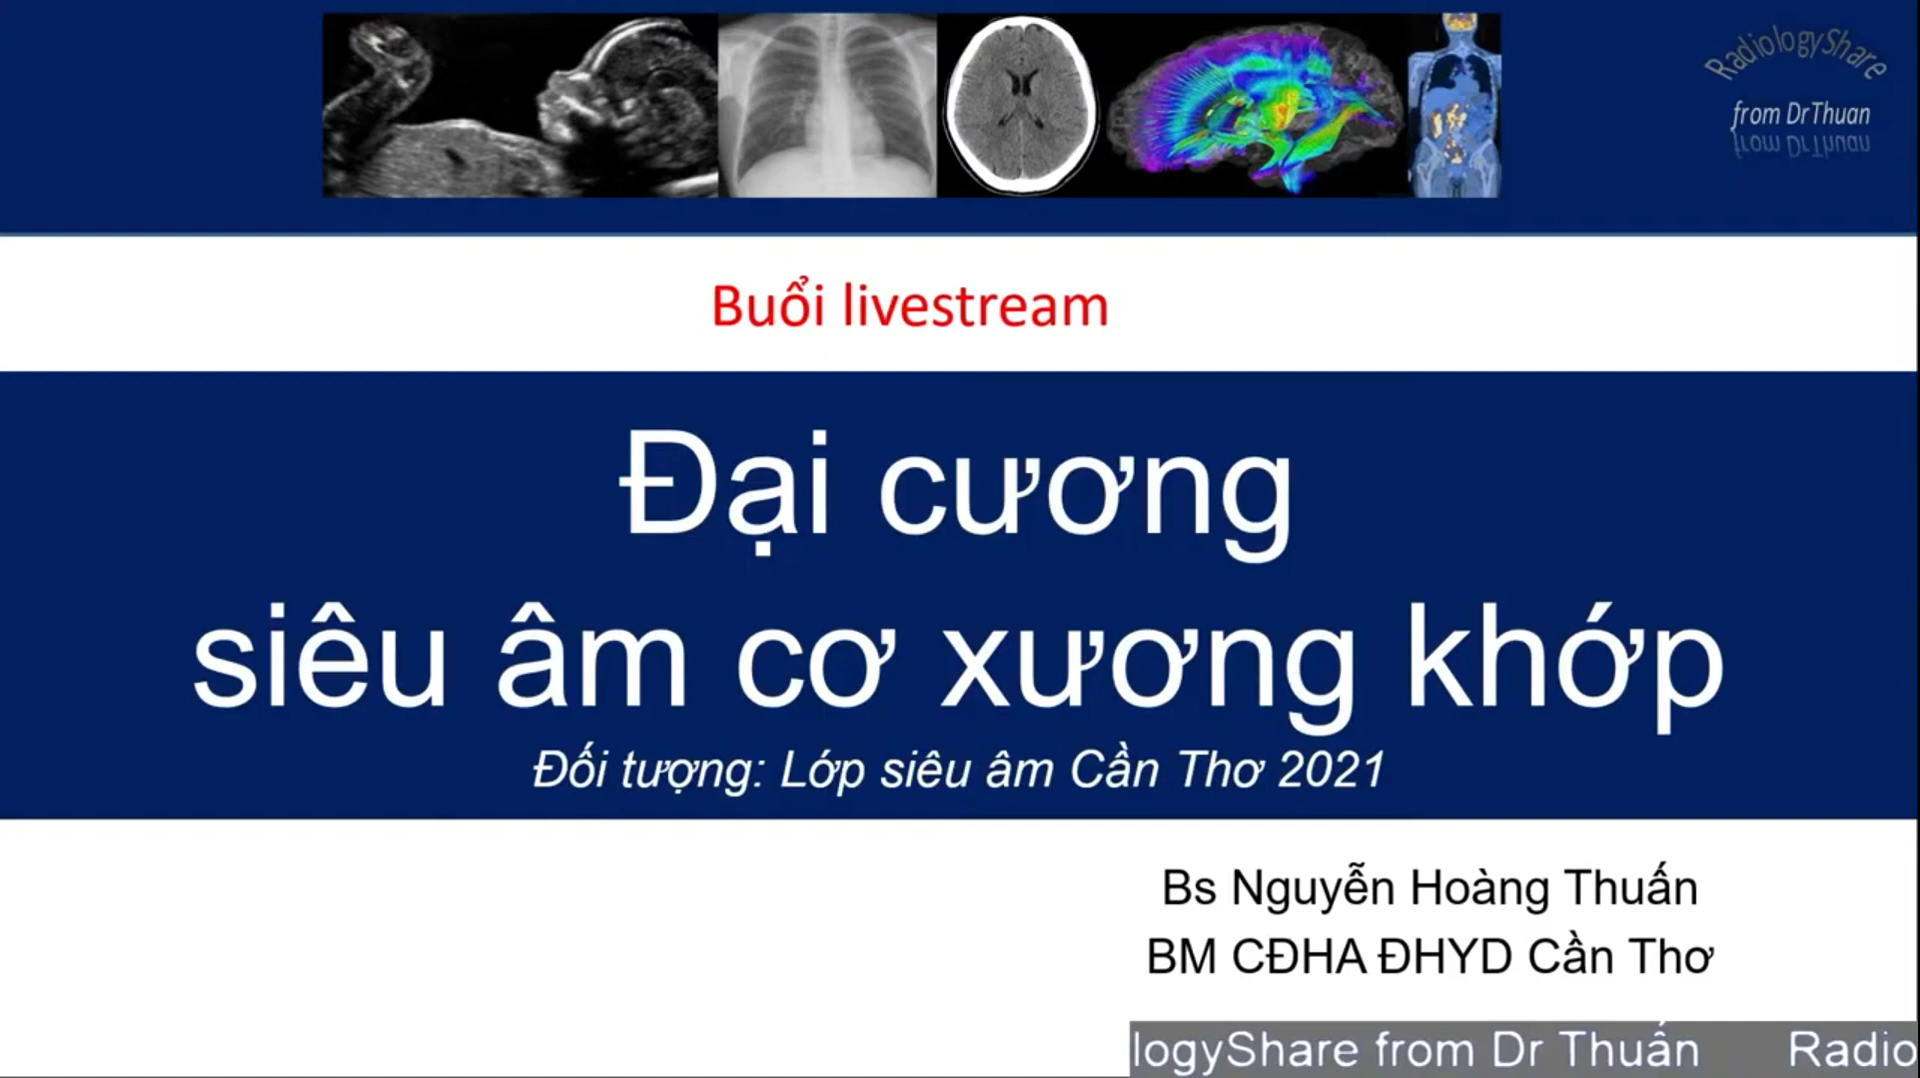 RadiologyShare
from DrThuan
Buổi livestream
Đại cương
siêu âm cơ xương khớp
Đối tượng: Lớp siêu âm Cần Thơ 2021
Bs Nguyễn Hoàng Thuấn
BM CĐHA ĐHYD Cần Thơ
logyShare from Dr Thuấn Radio